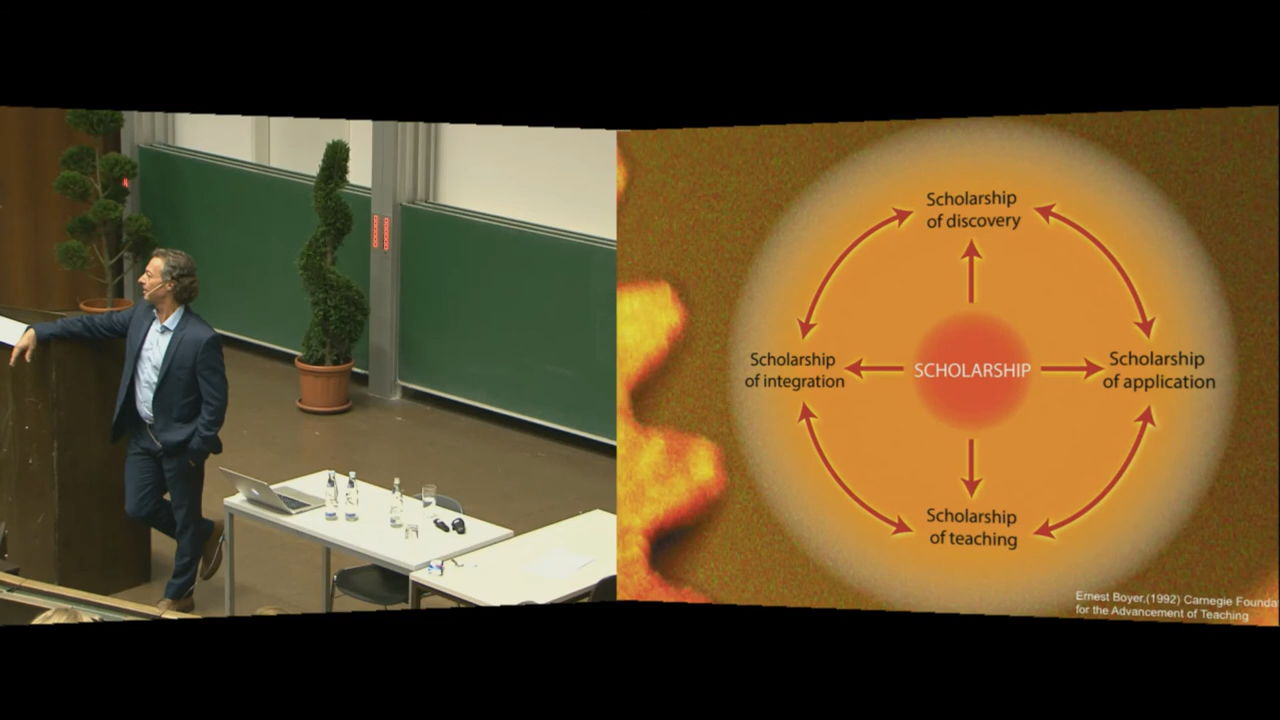 Scholarship
of discovery
Scholarship
of integration
SCHOLARSHIP
Scholarship
of application
Scholarship
of teaching
Ernest Boyer,(1992) Carnegie Founda
for the Advancement of Teaching